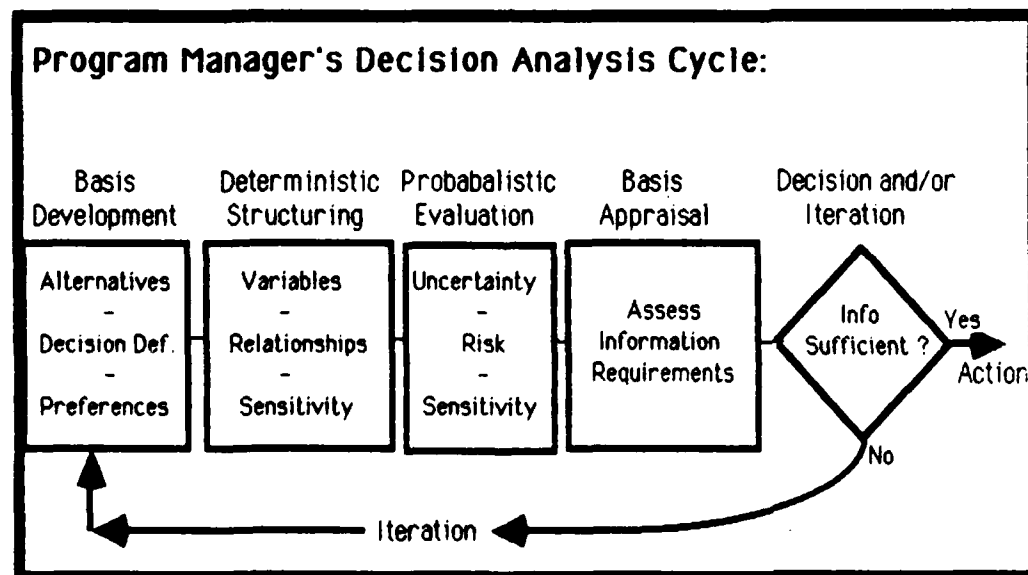 Program Manager's Decision Analysis Cycle:
Basis
Development
Deterministic
Structuring
Probabalistic
Evaluation
Basis
Appraisal
Decision and/or
Iteration
Alternatives
-
Decision Def.
-
Preferences
Variables
-
Relationships
-
Sensitivity
Uncertainty
-
Risk
-
Sensitivity
Assess
Information
Requirements
Info
Sufficient ?
Yes
Action
No
Iteration